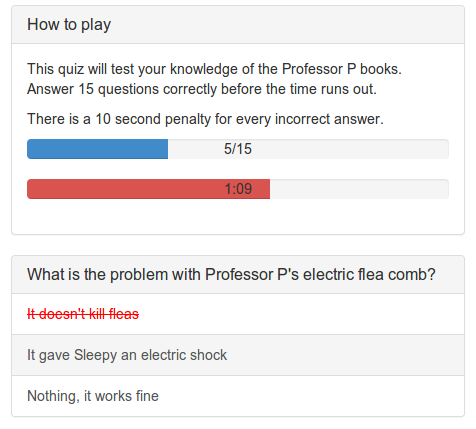 How to play
This quiz will test your knowledge of the Professor P books.
Answer 15 questions correctly before the time runs out.
There is a 10 second penalty for every incorrect answer.
5/15
1:09
What is the problem with Professor P's electric flea comb?
It doesn't kill fleas
It gave Sleepy an electric shock
Nothing, it works fine